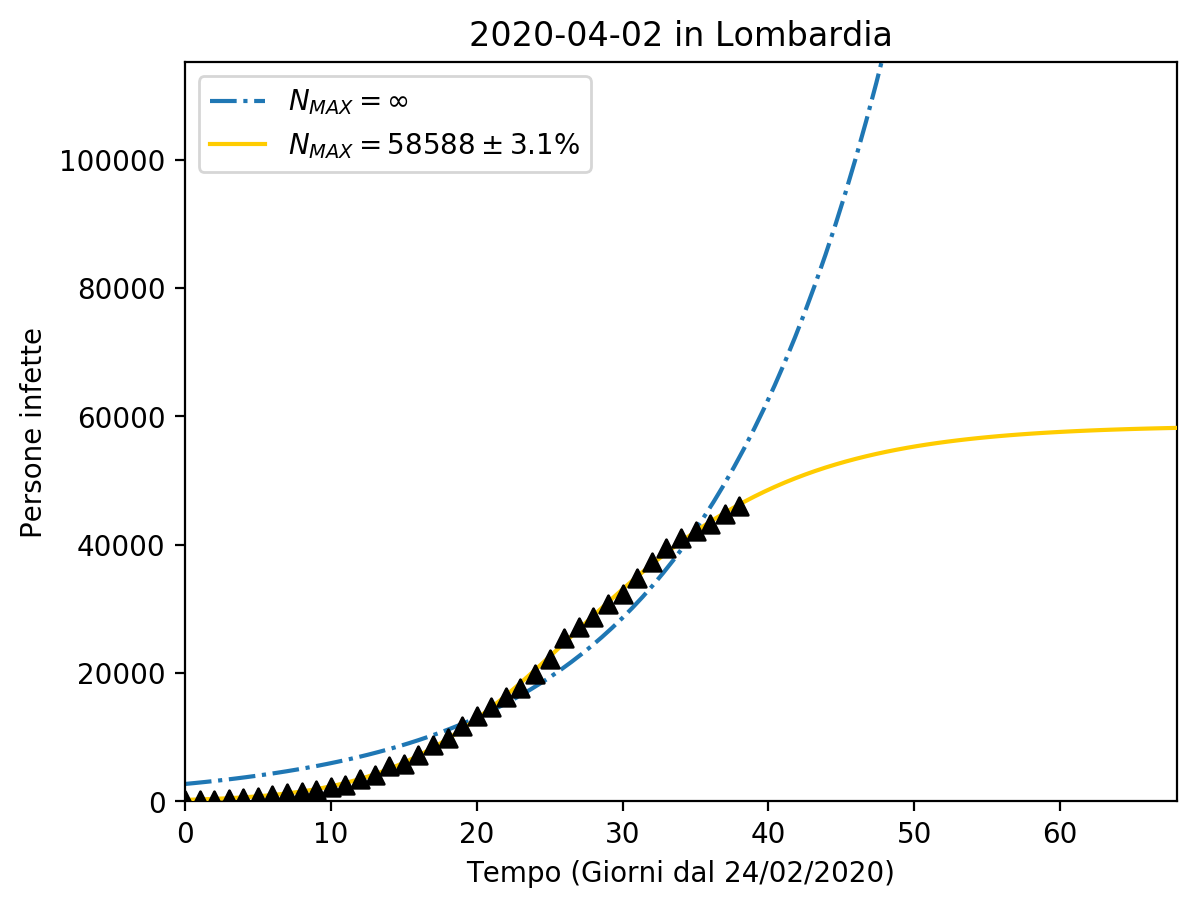 2020-04-02 in Lombardia
N_MAX = ∞
N_MAX = 58588 ± 3.1%
Persone infette
100000
80000
60000
40000
20000
0
0 10 20 30 40 50 60
Tempo (Giorni dal 24/02/2020)